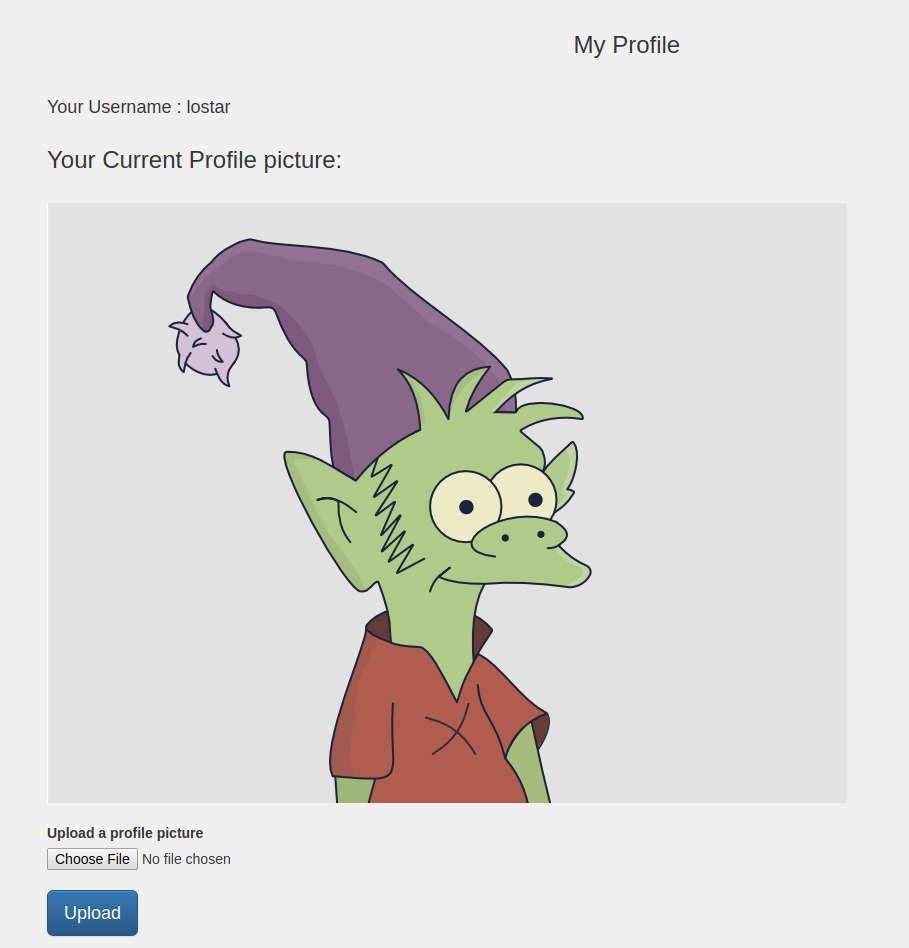 My Profile
Your Username : lostar
Your Current Profile picture:
Upload a profile picture
Choose File No file chosen
Upload